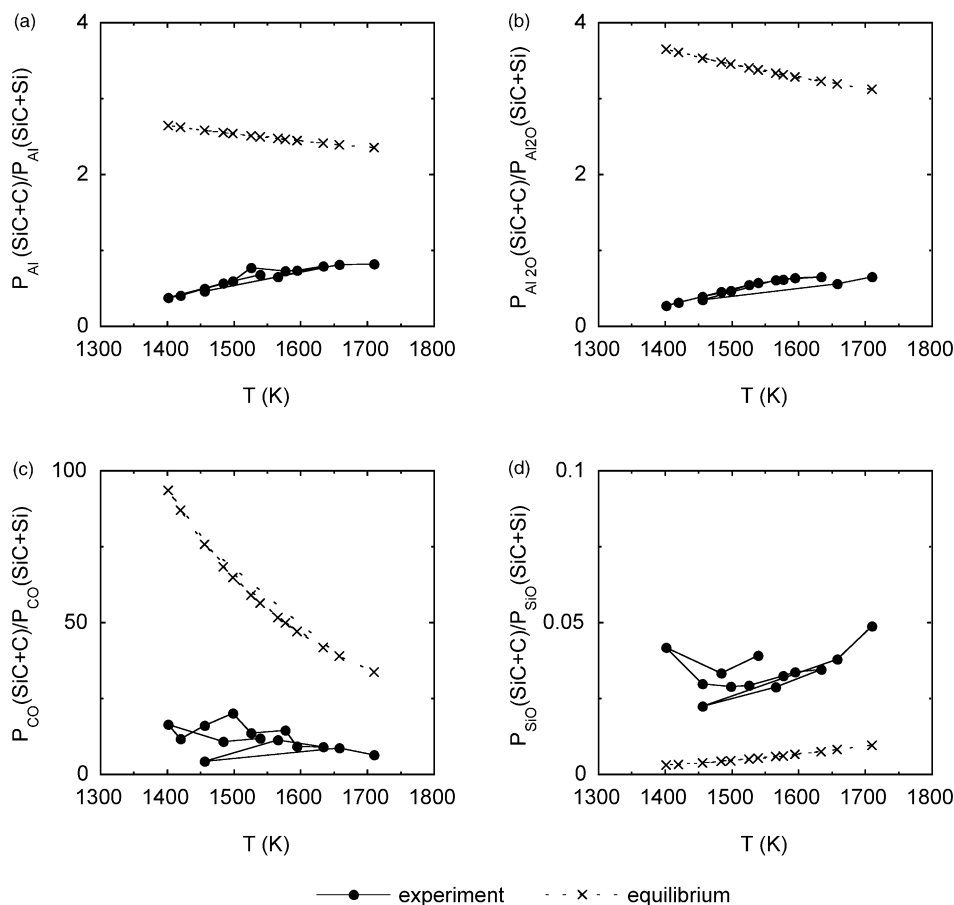 (a)
P_Al(SiC+C)/P_Al(SiC+Si)
4
2
0
1300 1400 1500 1600 1700 1800
T (K)
(b)
P_Al2O(SiC+C)/P_Al2O(SiC+Si)
4
2
0
1300 1400 1500 1600 1700 1800
T (K)
(c)
P_CO(SiC+C)/P_CO(SiC+Si)
100
50
0
1300 1400 1500 1600 1700 1800
T (K)
(d)
P_SiO(SiC+C)/P_SiO(SiC+Si)
0.1
0.05
0
1300 1400 1500 1600 1700 1800
T (K)
experiment equilibrium